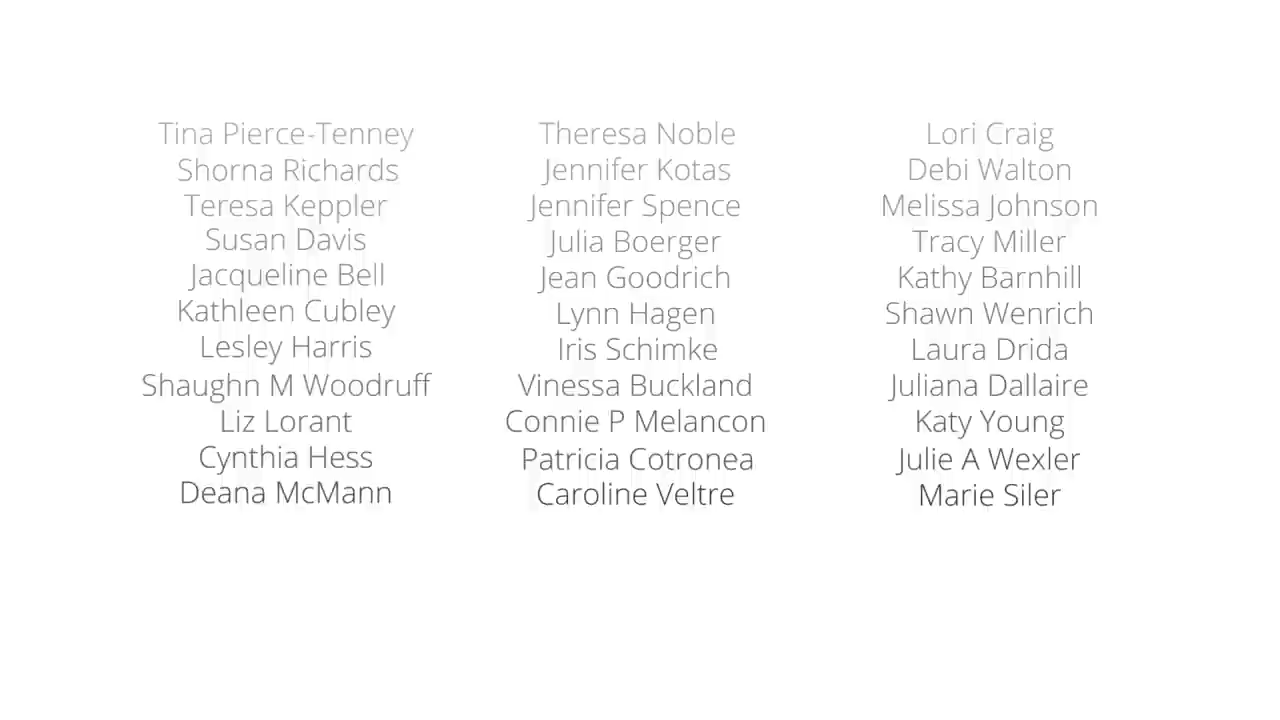 Tina Pierce-Tenney
Shorna Richards
Teresa Keppler
Susan Davis
Jacqueline Bell
Kathleen Cubley
Lesley Harris
Shaughn M Woodruff
Liz Lorant
Cynthia Hess
Deana McMann
Theresa Noble
Jennifer Kotas
Jennifer Spence
Julia Boerger
Jean Goodrich
Lynn Hagen
Iris Schimke
Vinessa Buckland
Connie P Melancon
Patricia Cotronea
Caroline Veltre
Lori Craig
Debi Walton
Melissa Johnson
Tracy Miller
Kathy Barnhill
Shawn Wenrich
Laura Drida
Juliana Dallaire
Katy Young
Julie A Wexler
Marie Siler